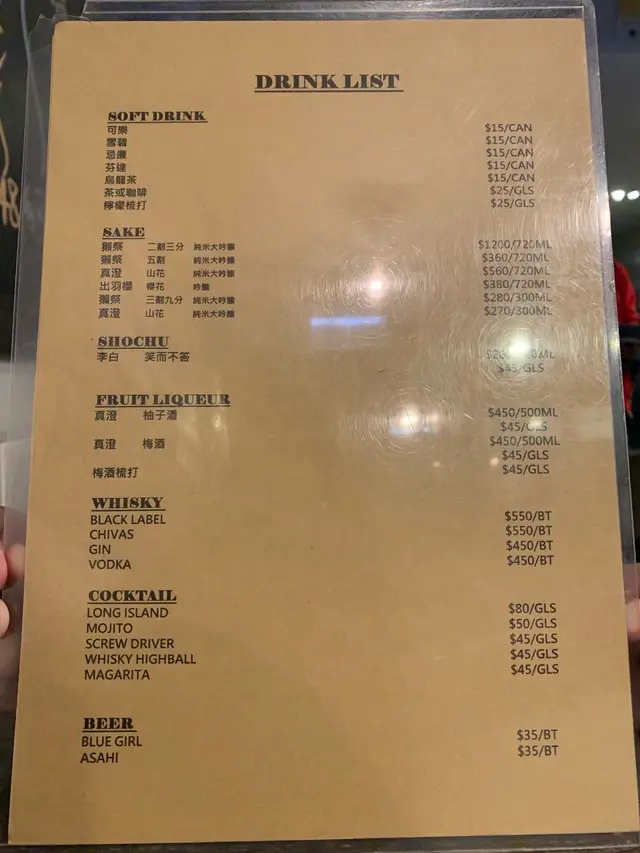 DRINK LIST
SOFT DRINK
可樂 $15/CAN
雪碧 $15/CAN
忌廉 $15/CAN
芬達 $15/CAN
烏龍茶 $15/CAN
茶或咖啡 $25/GLS
檸檬梳打 $25/GLS
SAKE
獺祭 二割三分 純米大吟釀 $1200/720ML
獺祭 五割 純米大吟釀 $360/720ML
真澄 山花 純米大吟釀 $560/720ML
出羽櫻 櫻花 吟釀 $380/720ML
獺祭 三割九分 純米大吟釀 $280/300ML
真澄 山花 純米大吟釀 $270/300ML
SHOCHU
李白 笑而不答
$45/GLS
FRUIT LIQUEUR
真澄 柚子酒 $450/500ML
$45/GLS
真澄 梅酒 $450/500ML
$45/GLS
梅酒梳打 $45/GLS
WHISKY
BLACK LABEL $550/BT
CHIVAS $550/BT
GIN $450/BT
VODKA $450/BT
COCKTAIL
LONG ISLAND $80/GLS
MOJITO $50/GLS
SCREW DRIVER $45/GLS
WHISKY HIGHBALL $45/GLS
MAGARITA $45/GLS
BEER
BLUE GIRL $35/BT
ASAHI $35/BT